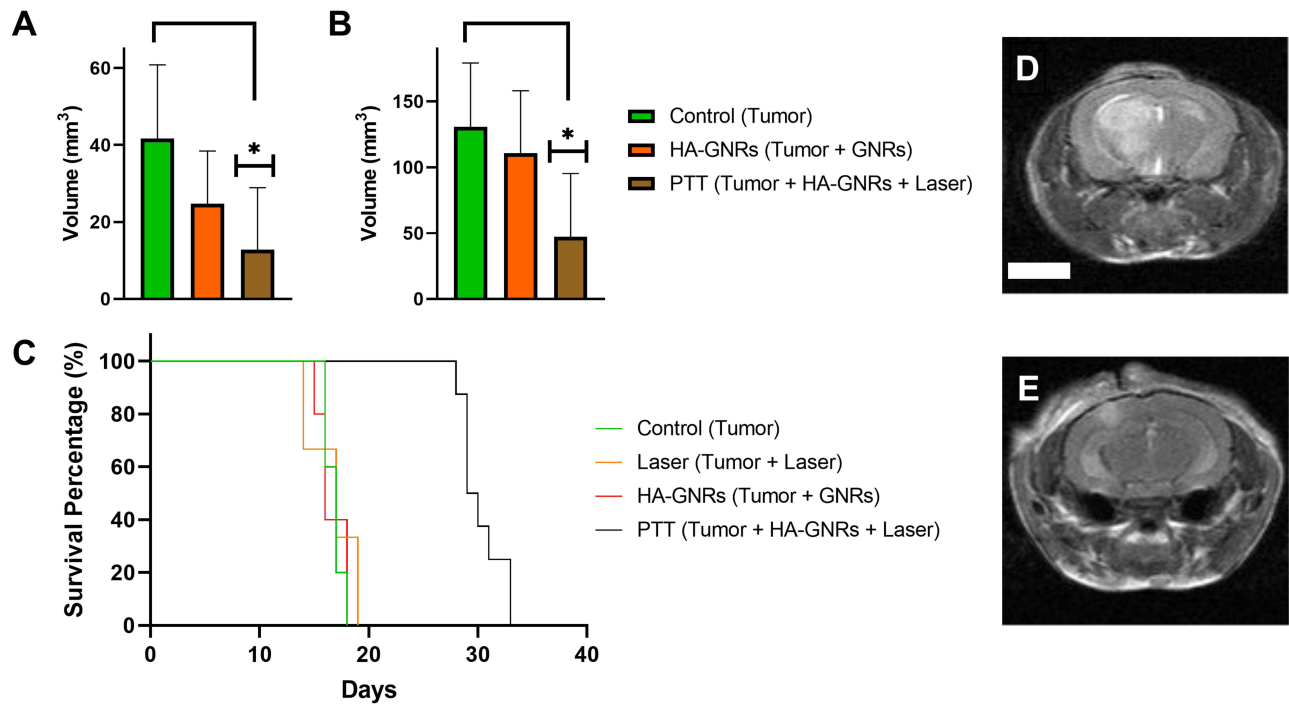 A
Volume (mm³)
60
40
20
0
*
B
Volume (mm³)
150
100
50
0
*
Control (Tumor)
HA-GNRs (Tumor + GNRs)
PTT (Tumor + HA-GNRs + Laser)
D
C
Survival Percentage (%)
100
80
60
40
20
0
0 10 20 30 40
Days
Control (Tumor)
Laser (Tumor + Laser)
HA-GNRs (Tumor + GNRs)
PTT (Tumor + HA-GNRs + Laser)
E